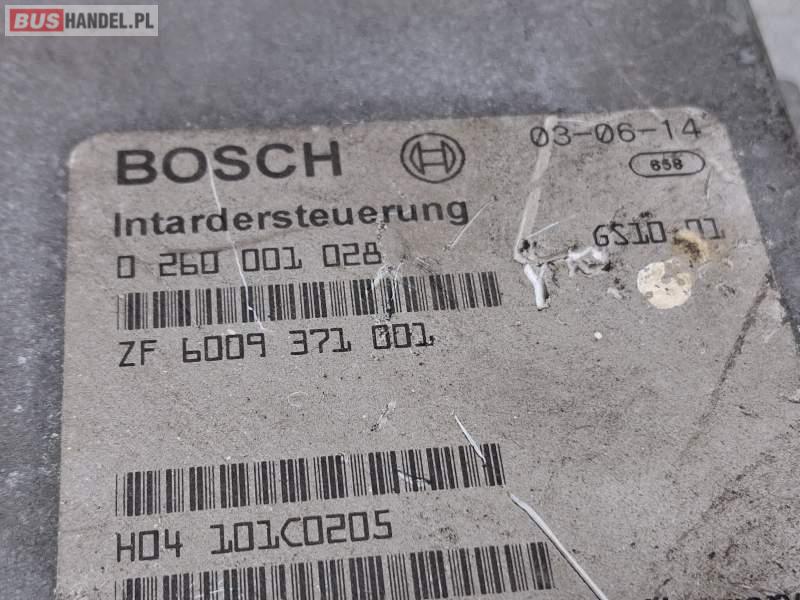 BUSHANDEL.PL
BOSCH
03-06-14
658
Intardersteuerung
0 260 001 028
GS10.01
ZF 6009 371 001
H04 101C0205